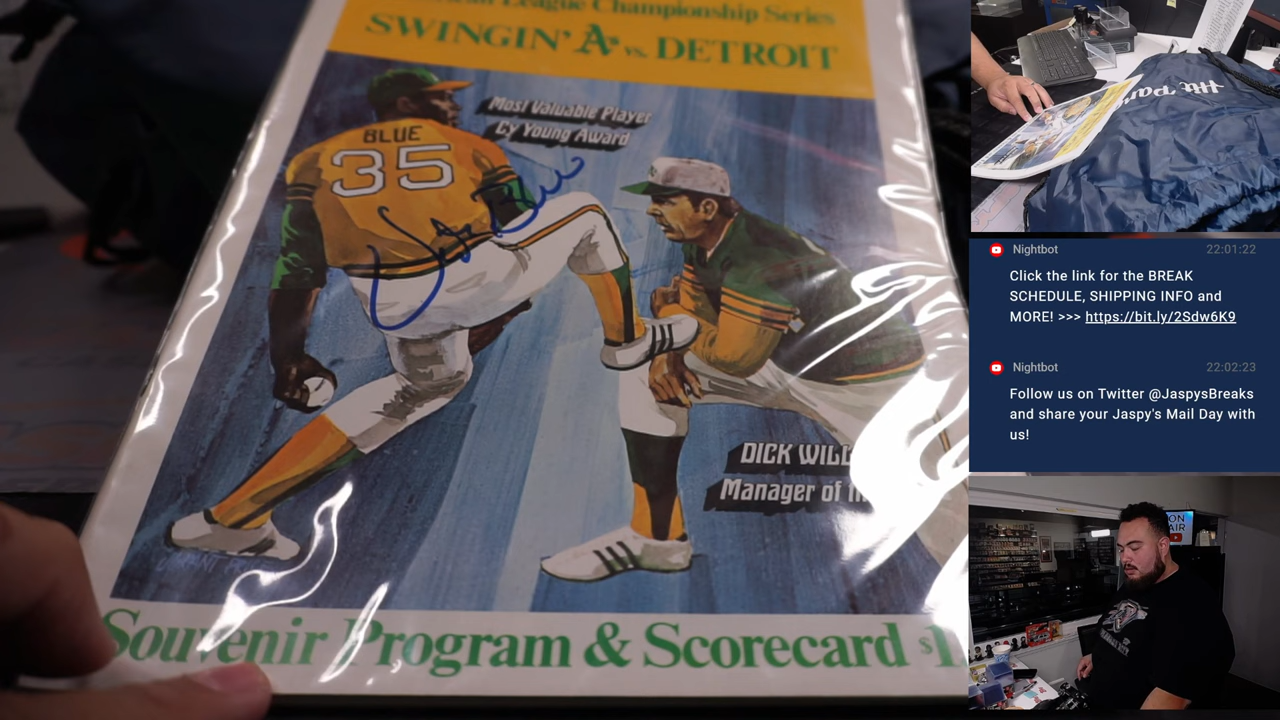 League Championship Series
SWINGIN' A's vs. DETROIT
Most Valuable Player
Cy Young Award
BLUE
35
DICK
Manager of
Souvenir Program & Scorecard
Nightbot 22:01:22
Click the link for the BREAK
SCHEDULE, SHIPPING INFO and
MORE! >>> https://bit.ly/2Sdw6K9
Nightbot 22:02:23
Follow us on Twitter @JaspysBreaks
and share your Jaspy's Mail Day with
us!
ON
AIR